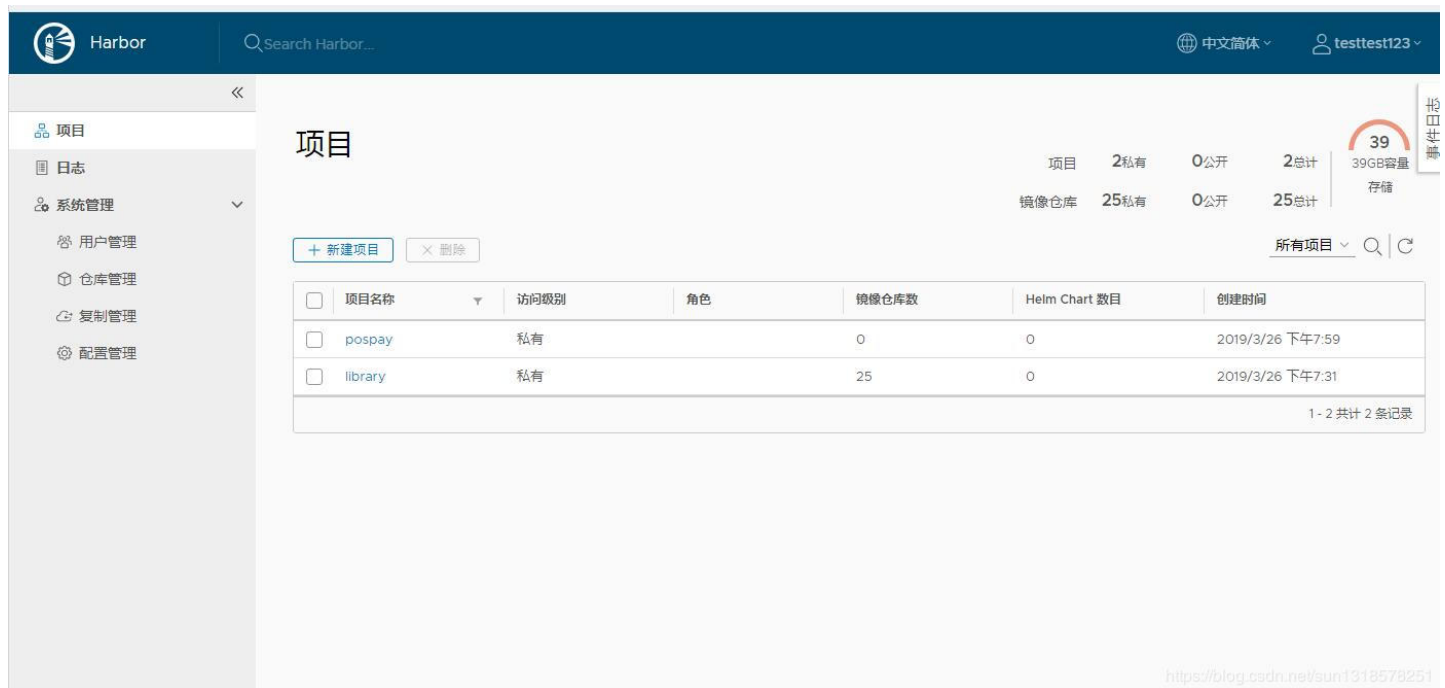 Harbor
Search Harbor...
中文简体
testtest123
事件日志
项目
日志
系统管理
用户管理
仓库管理
复制管理
配置管理
项目
项目 2私有 0公开 2总计
镜像仓库 25私有 0公开 25总计
39
39GB容量
存储
+ 新建项目
× 删除
所有项目
项目名称 访问级别 角色 镜像仓库数 Helm Chart 数目 创建时间
pospay 私有 0 0 2019/3/26 下午7:59
library 私有 25 0 2019/3/26 下午7:31
1 - 2 共计 2 条记录
https://blog.csdn.net/sun1318578251